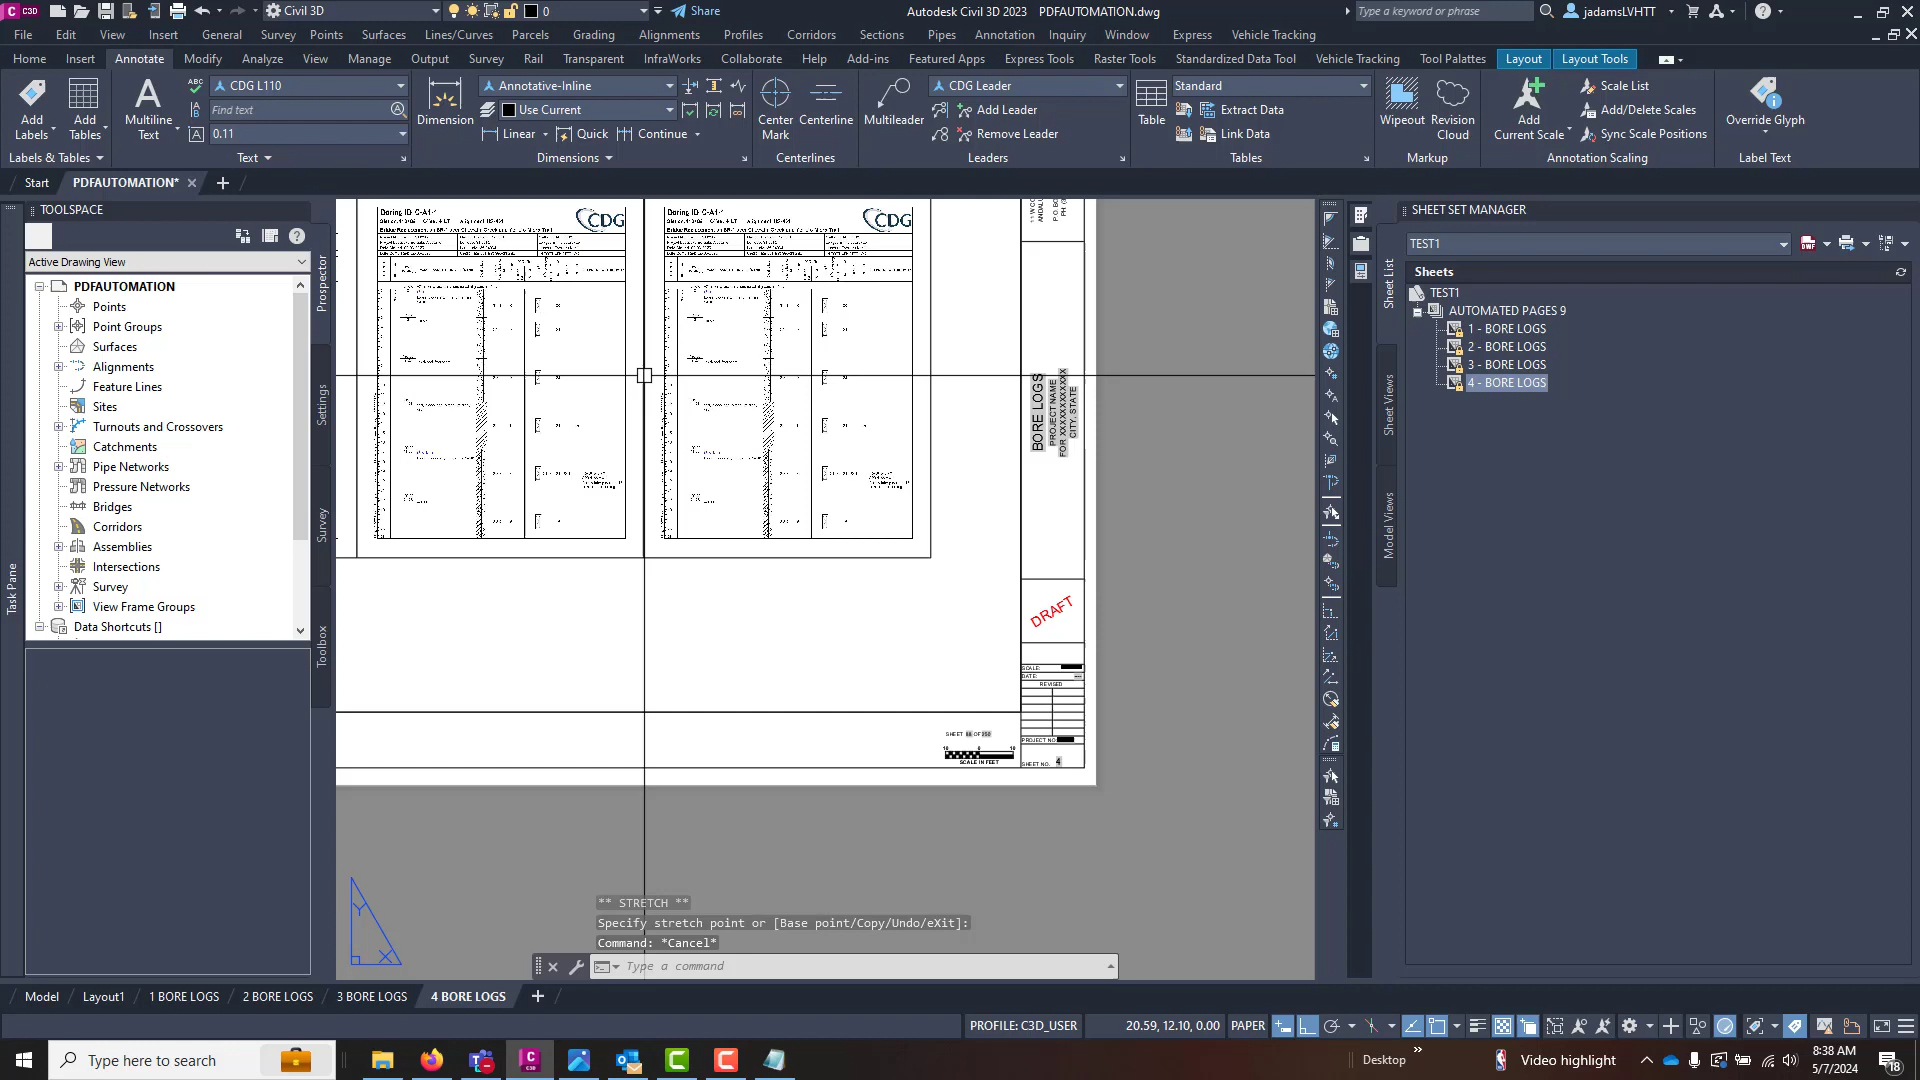 C3D
Civil 3D
0
Share
Autodesk Civil 3D 2023 PDFAUTOMATION.dwg
Type a keyword or phrase
jadamsLVHTT
File Edit View Insert General Survey Points Surfaces Lines/Curves Parcels Grading Alignments Profiles Corridors Sections Pipes Annotation Inquiry Window Express Vehicle Tracking
Home Insert Annotate Modify Analyze View Manage Output Survey Rail Transparent InfraWorks Collaborate Help Add-ins Featured Apps Express Tools Raster Tools Standardized Data Tool Vehicle Tracking Tool Palettes Layout Layout Tools
Add Labels
Add Tables
Labels & Tables
Multiline Text
ABC
CDG L110
Find text
0.11
Text
Dimension
Annotative-Inline
Use Current
Linear Quick Continue
Dimensions
Center Mark
Centerline
Centerlines
Multileader
CDG Leader
Add Leader
Remove Leader
Leaders
Table
Standard
Extract Data
Link Data
Tables
Wipeout
Revision Cloud
Markup
Add Current Scale
Scale List
Add/Delete Scales
Sync Scale Positions
Annotation Scaling
Override Glyph
Label Text
Start PDFAUTOMATION*
TOOLSPACE
Active Drawing View
PDFAUTOMATION
Points
Point Groups
Surfaces
Alignments
Feature Lines
Sites
Turnouts and Crossovers
Catchments
Pipe Networks
Pressure Networks
Bridges
Corridors
Assemblies
Intersections
Survey
View Frame Groups
Data Shortcuts []
Prospector
Settings
Survey
Toolbox
Task Pane
CDG
CDG
BORE LOGS
PROJECT NAME
FOR XXXXXXXXXXXXX
CITY, STATE
DRAFT
SCALE:
DATE:
REVISED
PROJECT NO
SHEET NO. 4
SCALE IN FEET
Y
X
** STRETCH **
Specify stretch point or [Base point/Copy/Undo/eXit]:
Command: *Cancel*
Type a command
SHEET SET MANAGER
TEST1
Sheets
TEST1
AUTOMATED PAGES 9
1 - BORE LOGS
2 - BORE LOGS
3 - BORE LOGS
4 - BORE LOGS
Sheet List
Sheet Views
Model Views
Model Layout1 1 BORE LOGS 2 BORE LOGS 3 BORE LOGS 4 BORE LOGS
PROFILE: C3D_USER 20.59, 12.10, 0.00 PAPER
Type here to search
Desktop
Video highlight
8:38 AM
5/7/2024
18